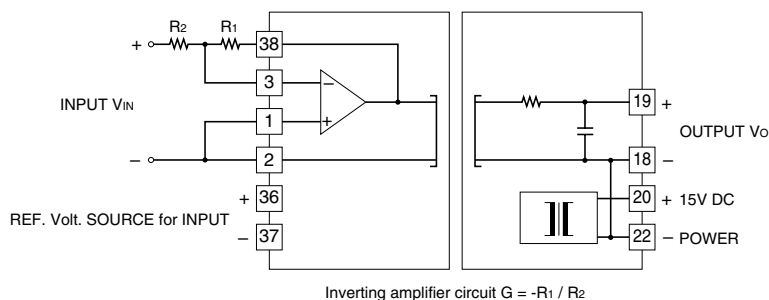 R2 R1
+ 38
3 −
INPUT VIN
1 +
− 2
+ 36
REF. Volt. SOURCE for INPUT
− 37
19 +
OUTPUT VO
18 −
20 + 15V DC
22 − POWER
Inverting amplifier circuit G = -R1 / R2